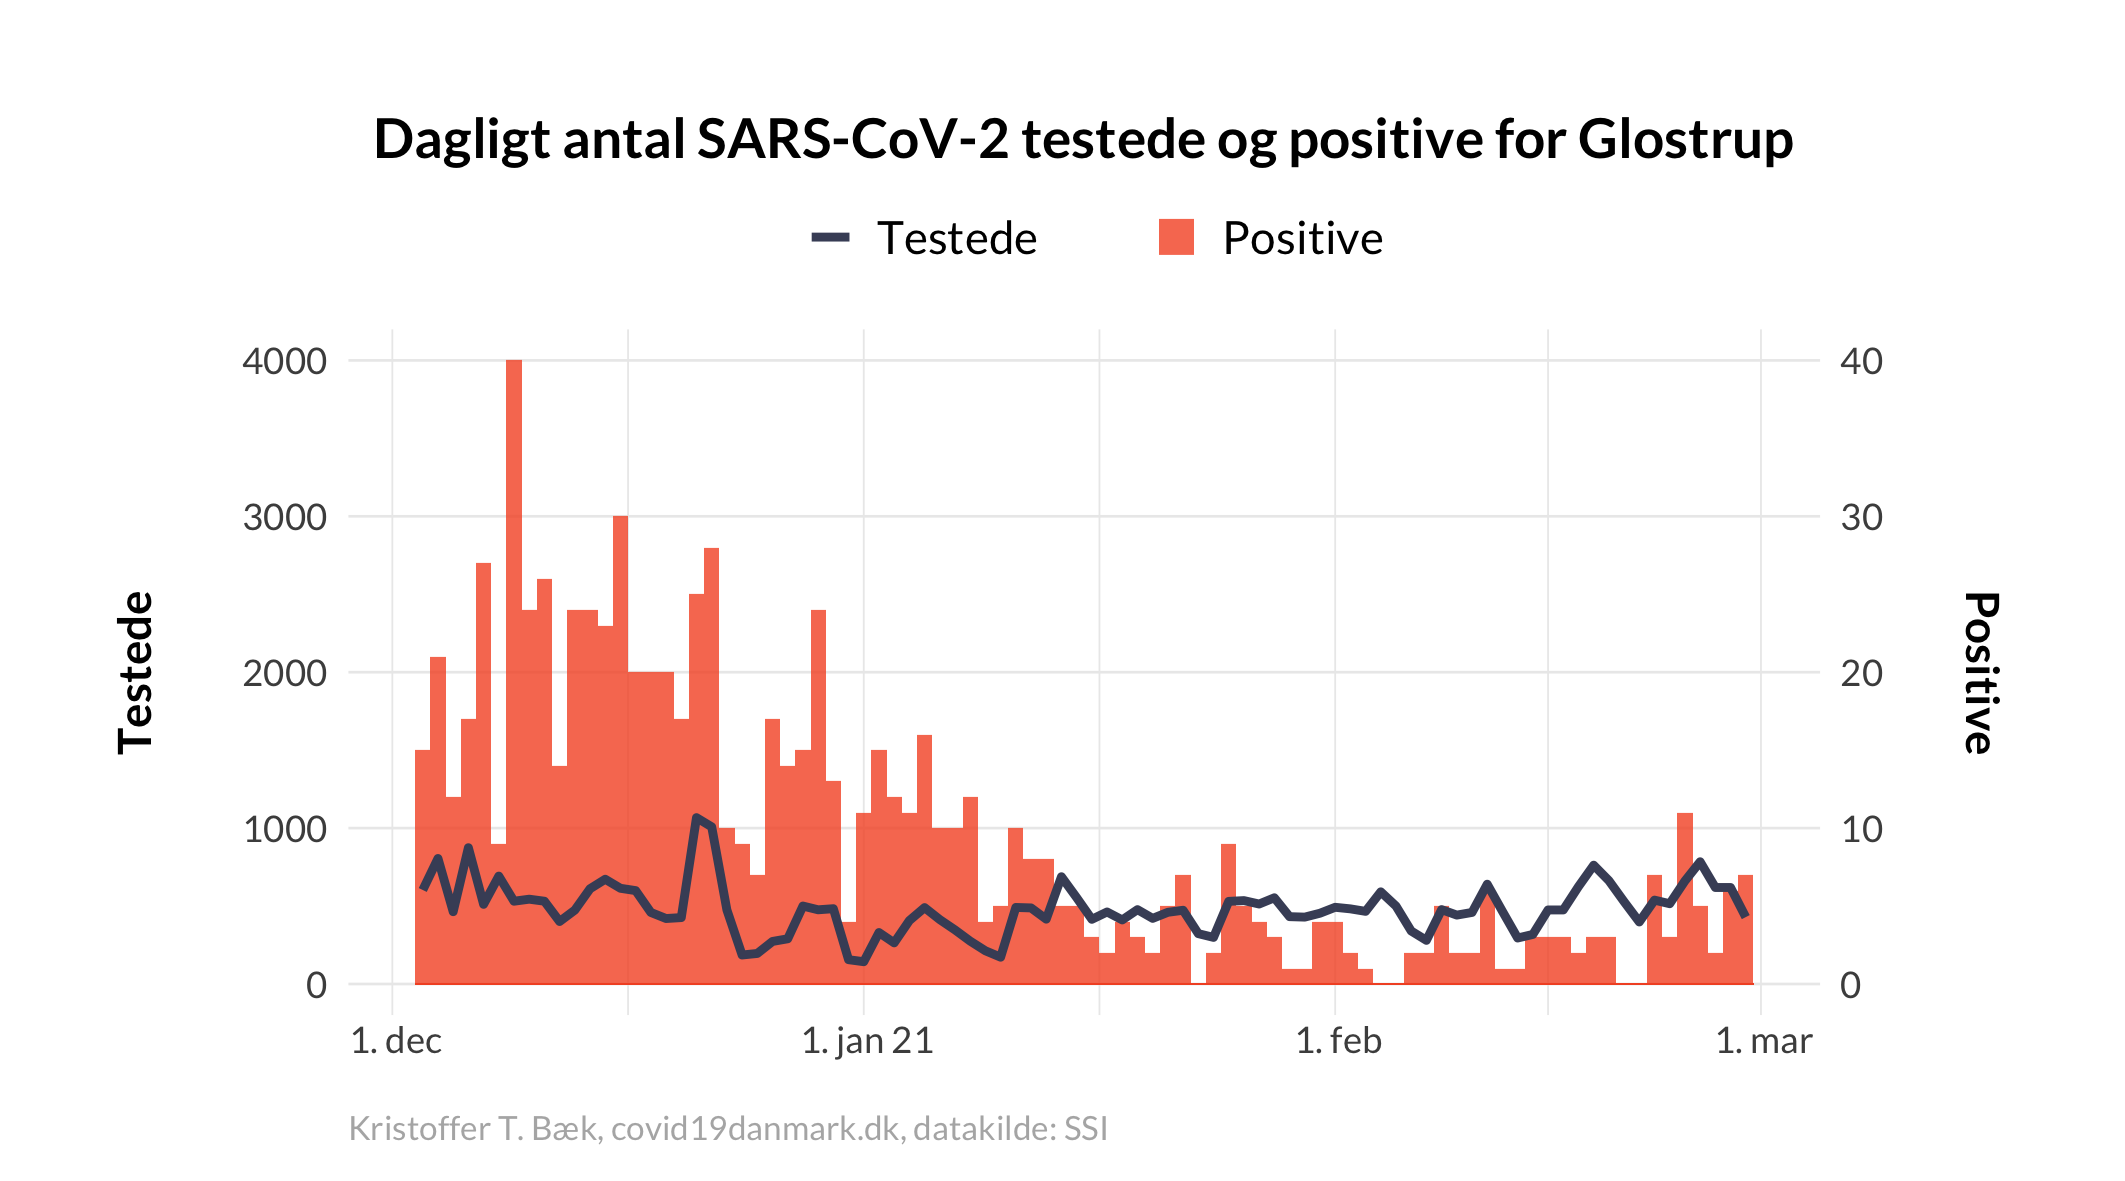 Dagligt antal SARS-CoV-2 testede og positive for Glostrup
Testede Positive
4000 40
3000 30
2000 20
1000 10
0 0
Testede
Positive
1. dec 1. jan 21 1. feb 1. mar
Kristoffer T. Bæk, covid19danmark.dk, datakilde: SSI